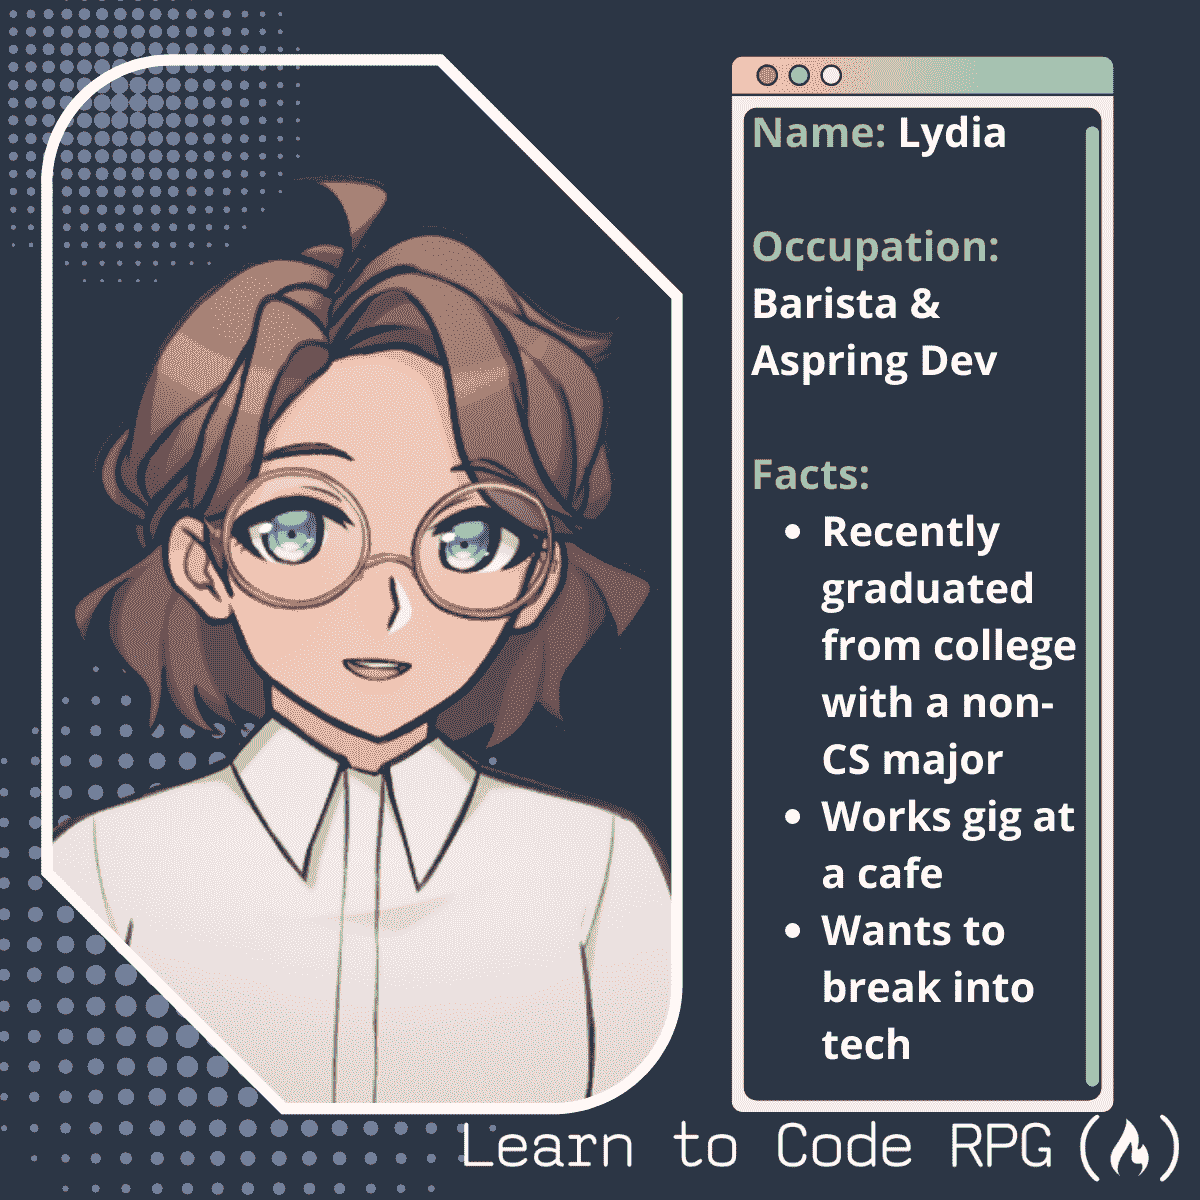 Name: Lydia
Occupation:
Barista &
Aspring Dev
Facts:
• Recently
graduated
from college
with a non-
CS major
• Works gig at
a cafe
• Wants to
break into
tech
Learn to Code RPG